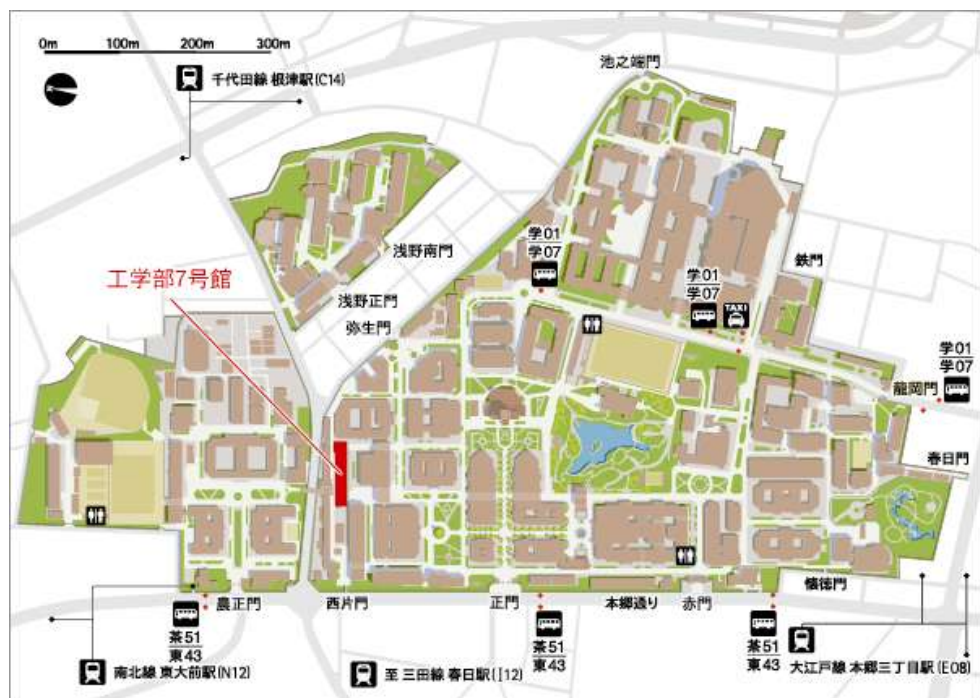 0m 100m 200m 300m
千代田線 根津駅(C14)
池之端門
浅野南門
学01
学07
工学部7号館
浅野正門
弥生門
学01
学07
TAXI
鉄門
学01
学07
龍岡門
春日門
農正門
西片門
正門
本郷通り
赤門
懐徳門
茶51
東43
茶51
東43
茶51
東43
南北線 東大前駅(N12)
至 三田線 春日駅(I12)
大江戸線 本郷三丁目駅(E08)